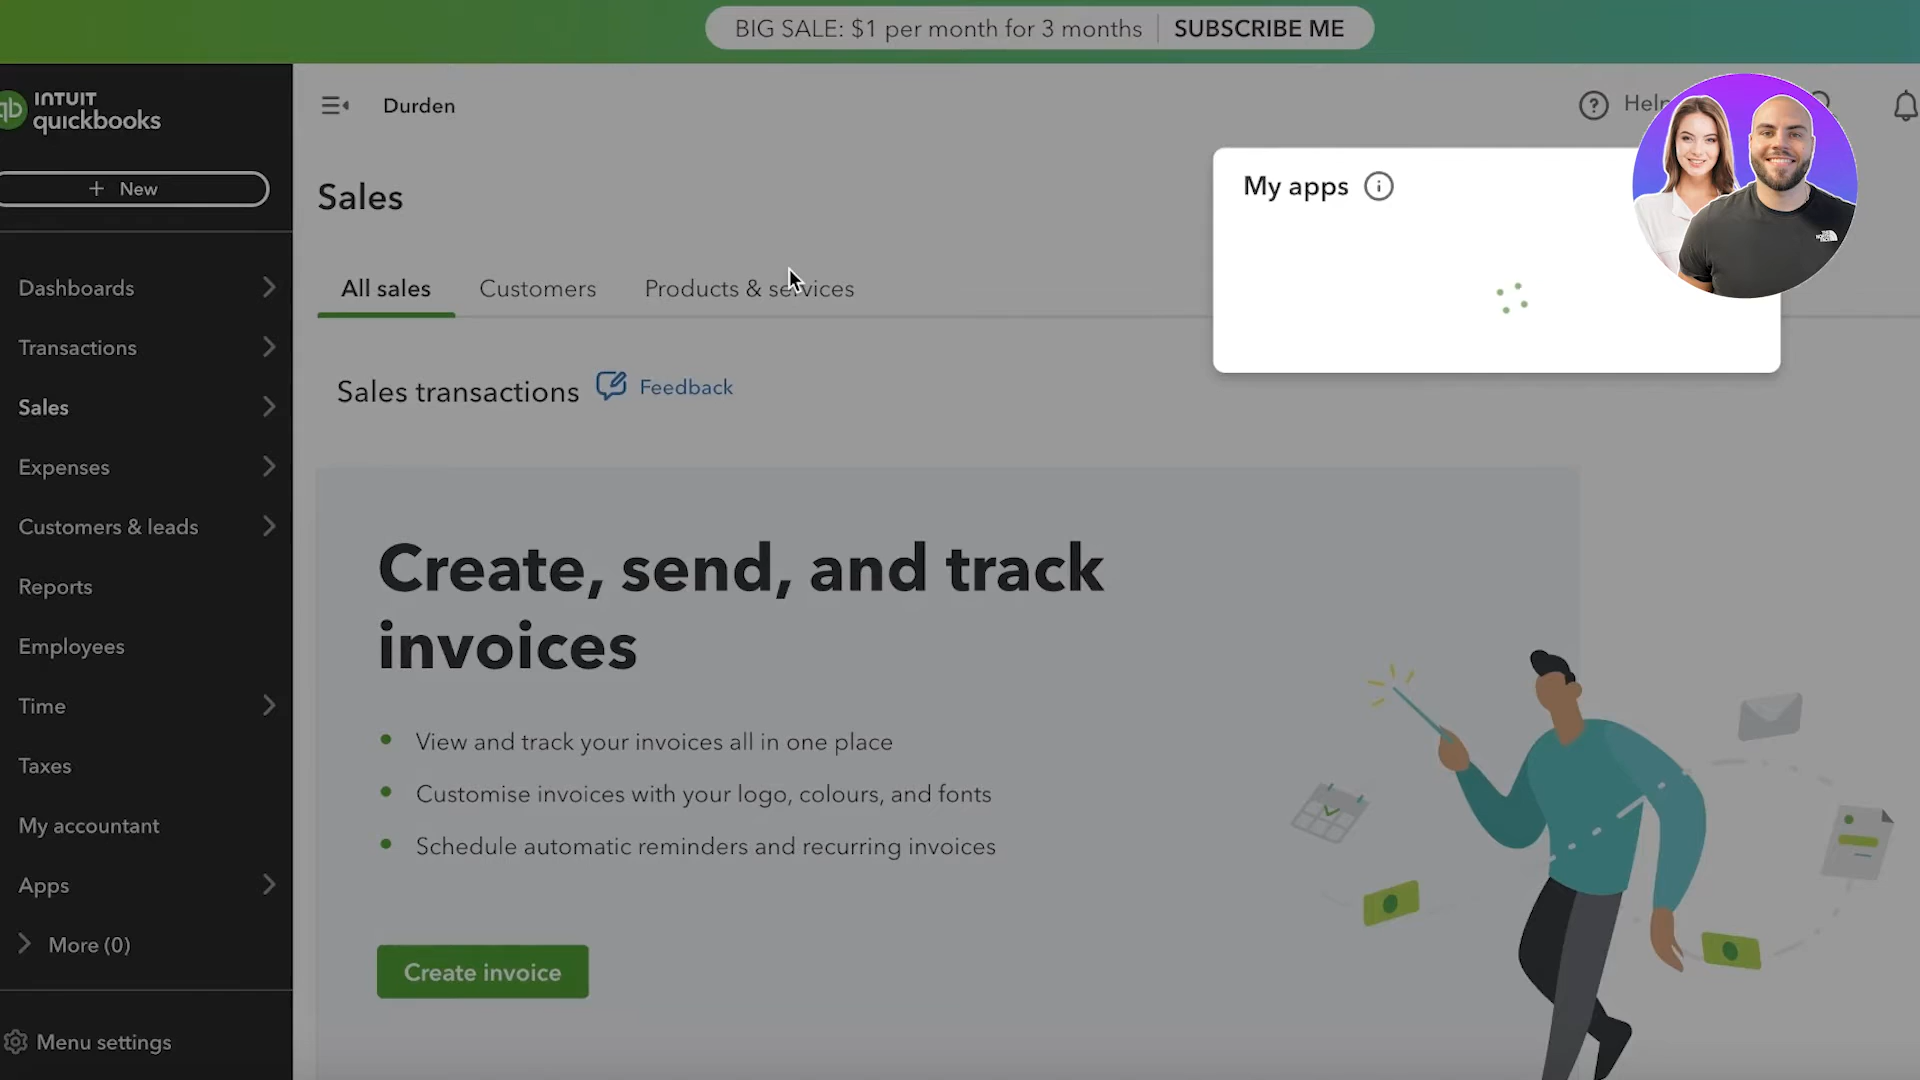 BIG SALE: $1 per month for 3 months SUBSCRIBE ME
INTUIT
quickbooks
Durden
Help
+ New
Sales
My apps
All sales Customers Products & services
Sales transactions Feedback
Dashboards
Transactions
Sales
Expenses
Customers & leads
Reports
Employees
Time
Taxes
My accountant
Apps
More (0)
Menu settings
Create, send, and track
invoices
View and track your invoices all in one place
Customise invoices with your logo, colours, and fonts
Schedule automatic reminders and recurring invoices
Create invoice